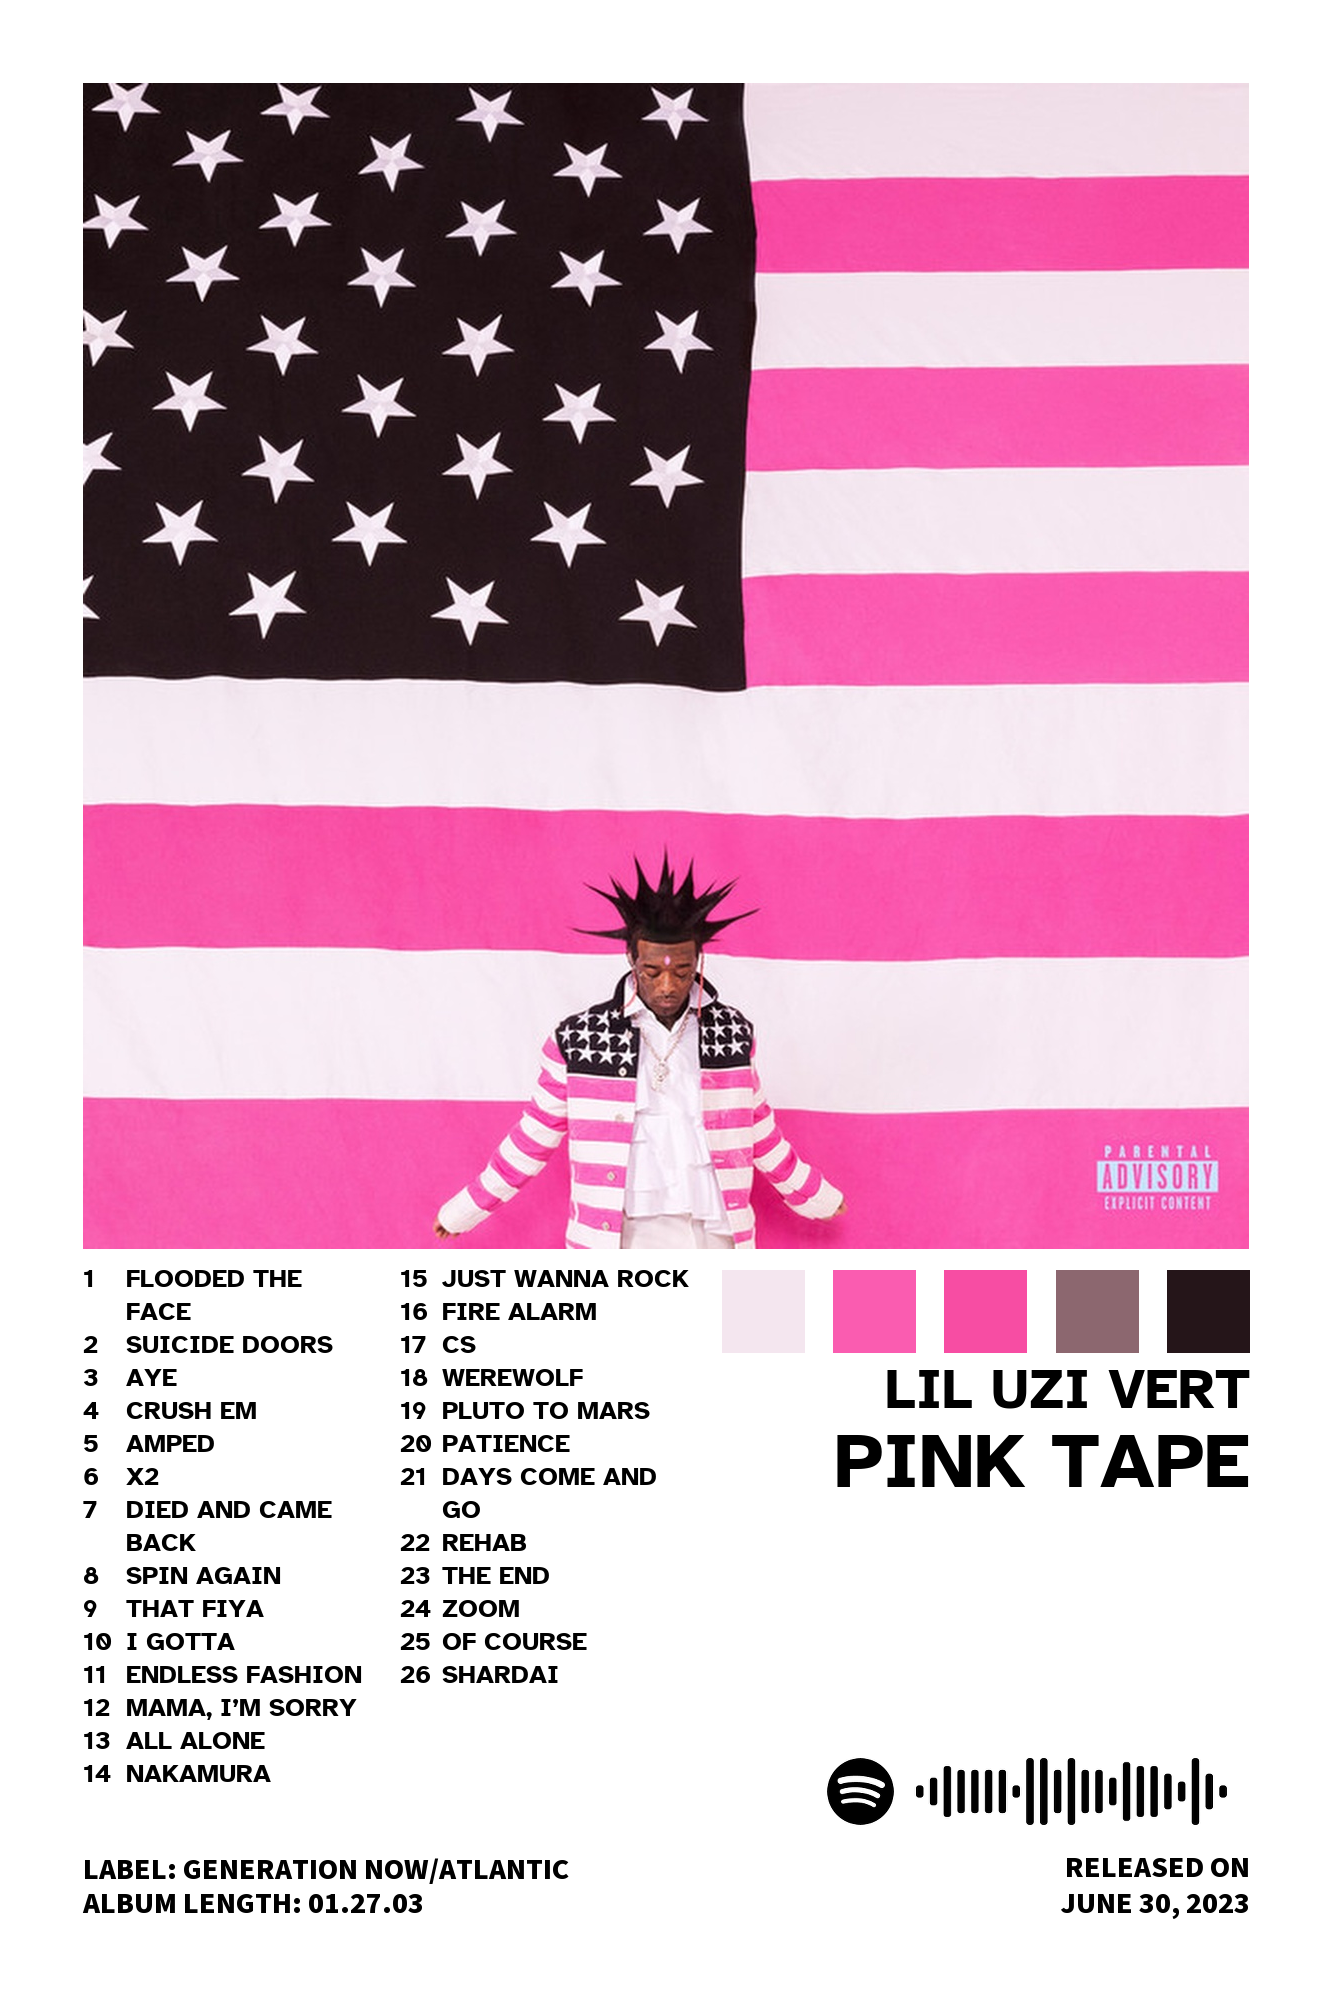 PARENTAL
ADVISORY
EXPLICIT CONTENT
1 FLOODED THE
FACE
2 SUICIDE DOORS
3 AYE
4 CRUSH EM
5 AMPED
6 X2
7 DIED AND CAME
BACK
8 SPIN AGAIN
9 THAT FIYA
10 I GOTTA
11 ENDLESS FASHION
12 MAMA, I’M SORRY
13 ALL ALONE
14 NAKAMURA
15 JUST WANNA ROCK
16 FIRE ALARM
17 CS
18 WEREWOLF
19 PLUTO TO MARS
20 PATIENCE
21 DAYS COME AND
GO
22 REHAB
23 THE END
24 ZOOM
25 OF COURSE
26 SHARDAI
LIL UZI VERT
PINK TAPE
LABEL: GENERATION NOW/ATLANTIC
ALBUM LENGTH: 01.27.03
RELEASED ON
JUNE 30, 2023